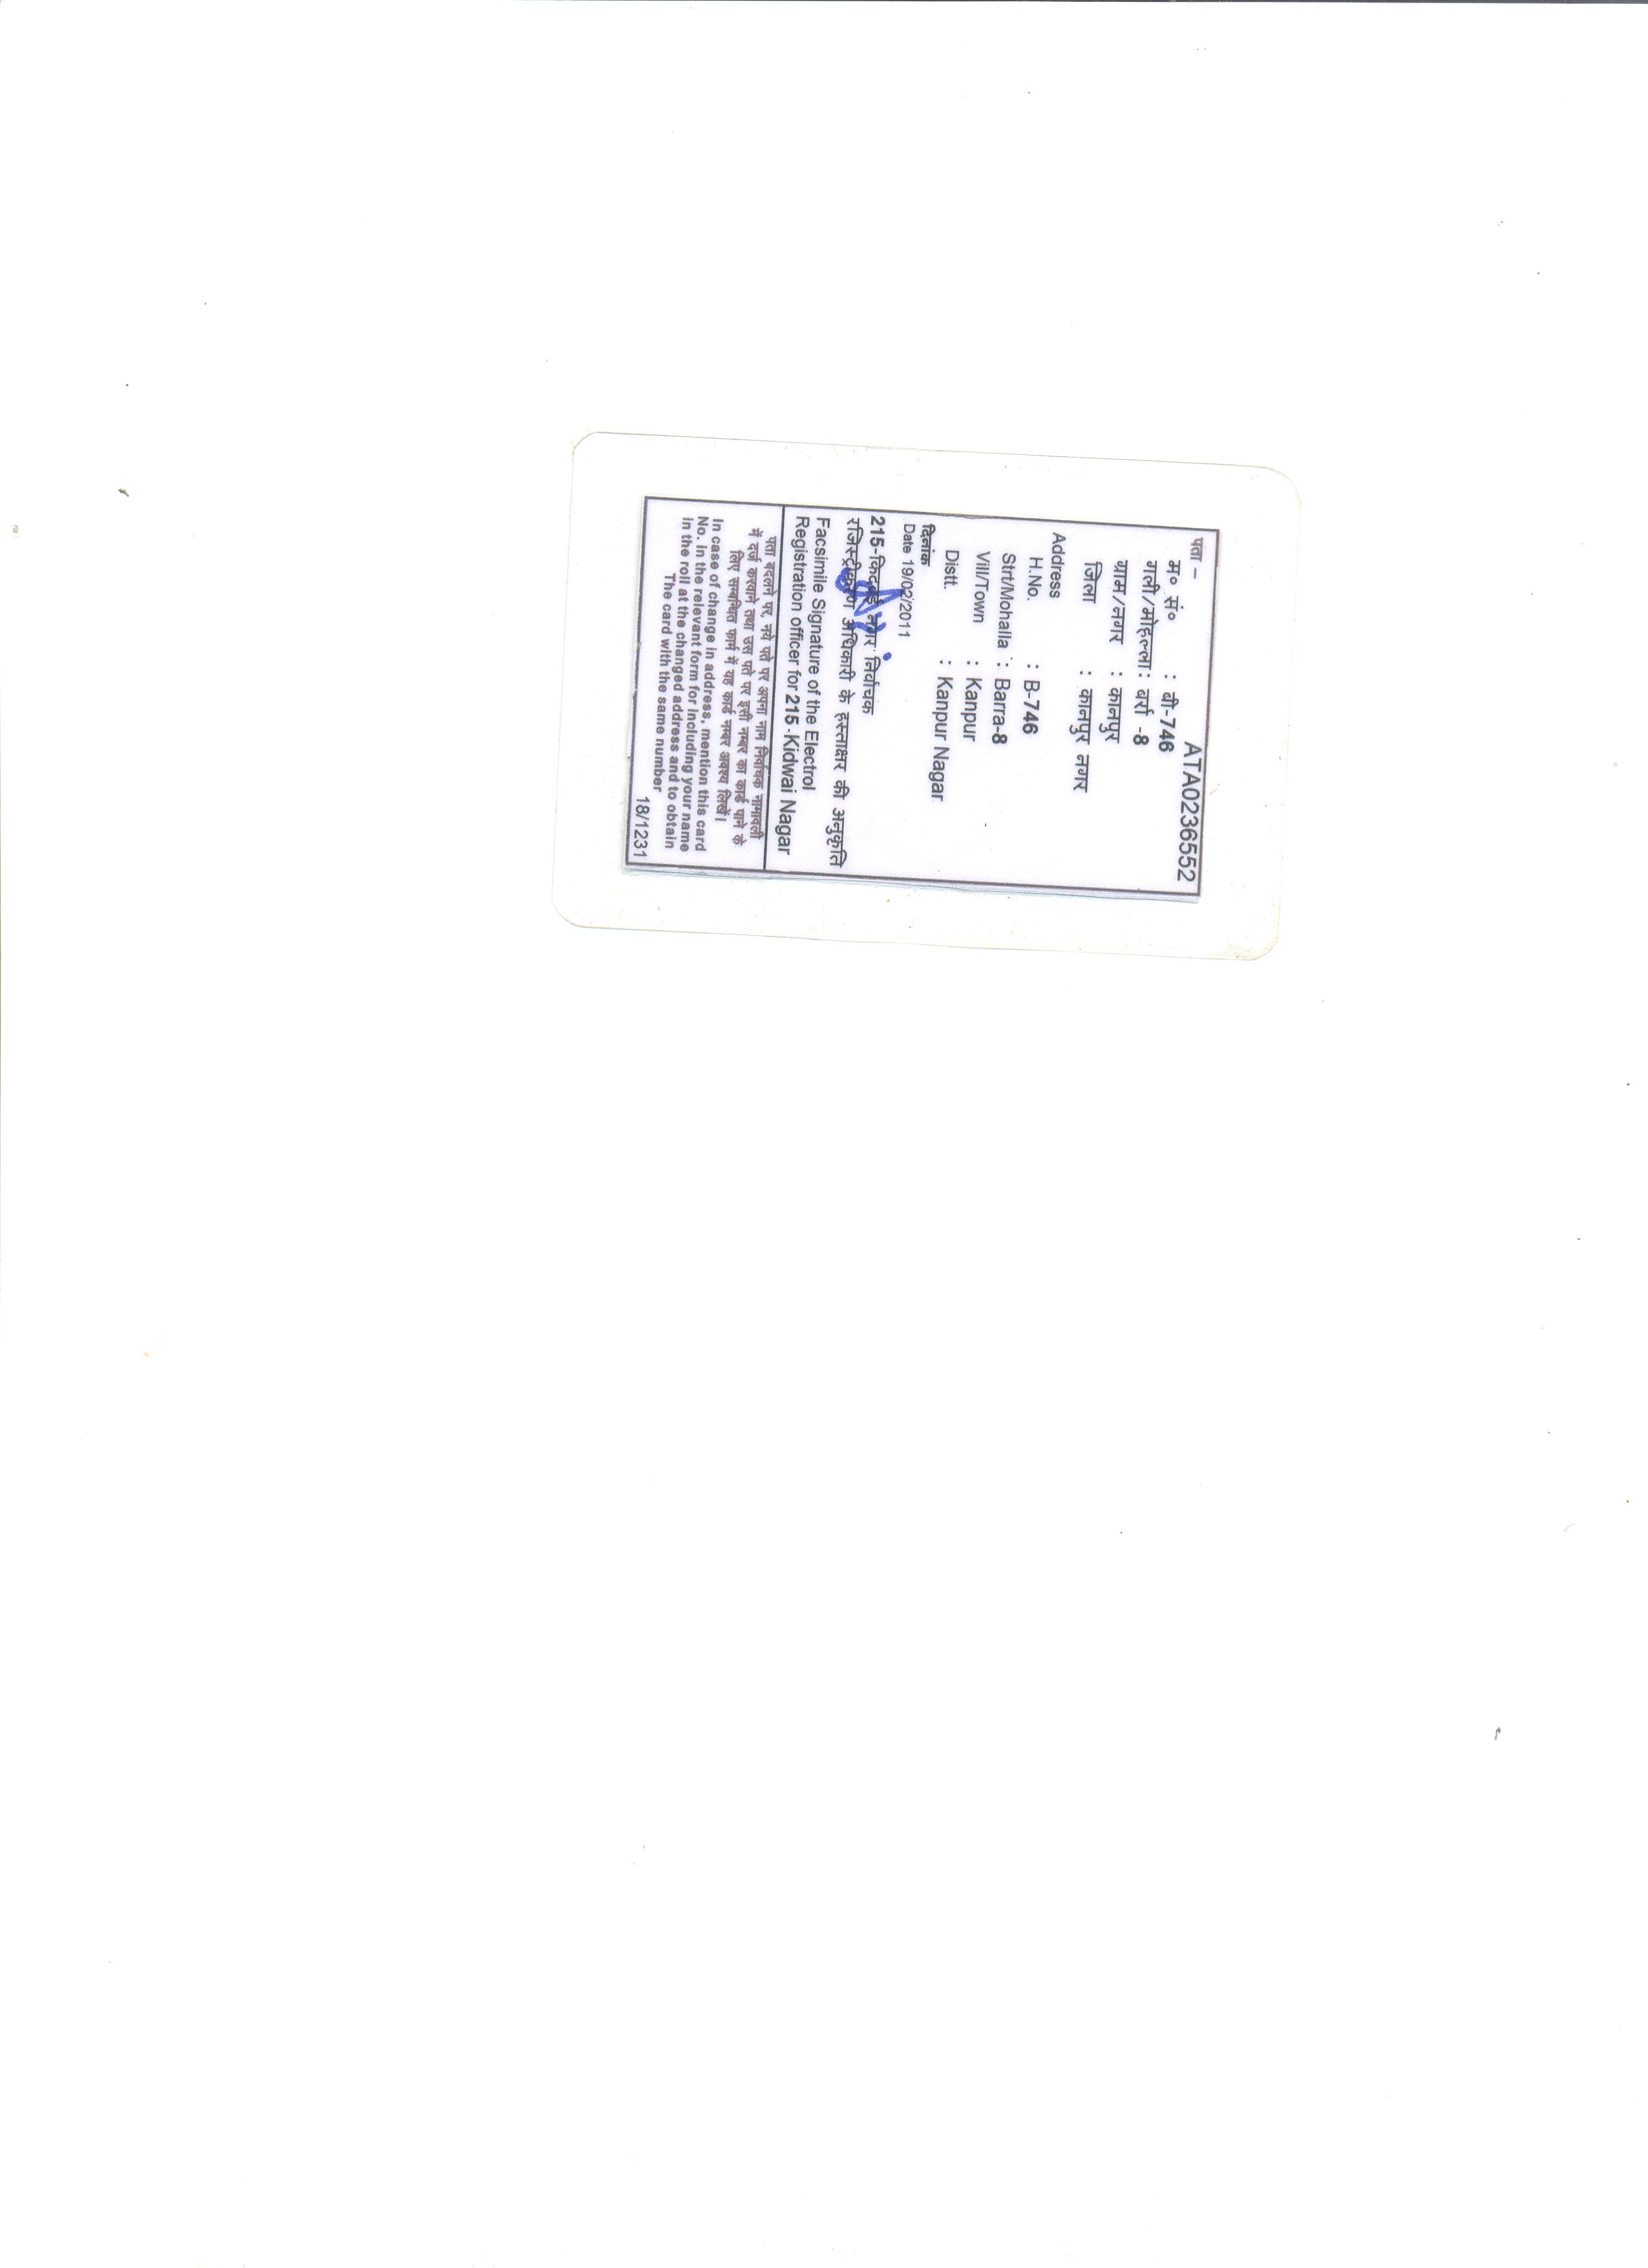 ATA0236552
पता –
म० सं० : बी-746
गली/मोहल्ला : बर्रा -8
ग्राम/नगर : कानपुर
जिला : कानपुर नगर
Address
H.No. : B-746
Strt/Mohalla : Barra-8
Vill/Town : Kanpur
Distt. : Kanpur Nagar
दिनांक
Date 19/02/2011
215-किदवई नगर निर्वाचक
रजिस्ट्रीकरण अधिकारी के हस्ताक्षर की अनुकृति
Facsimile Signature of the Electrol
Registration officer for 215-Kidwai Nagar
पता बदलने पर, नये पते पर अपना नाम निर्वाचक नामावली
में दर्ज करवाने तथा उस पते पर इसी नम्बर का कार्ड पाने के
लिए सम्बन्धित फार्म में यह कार्ड नम्बर अवश्य लिखें।
In case of change in address, mention this card
No. in the relevant form for including your name
in the roll at the changed address and to obtain
The card with the same number
18/1231